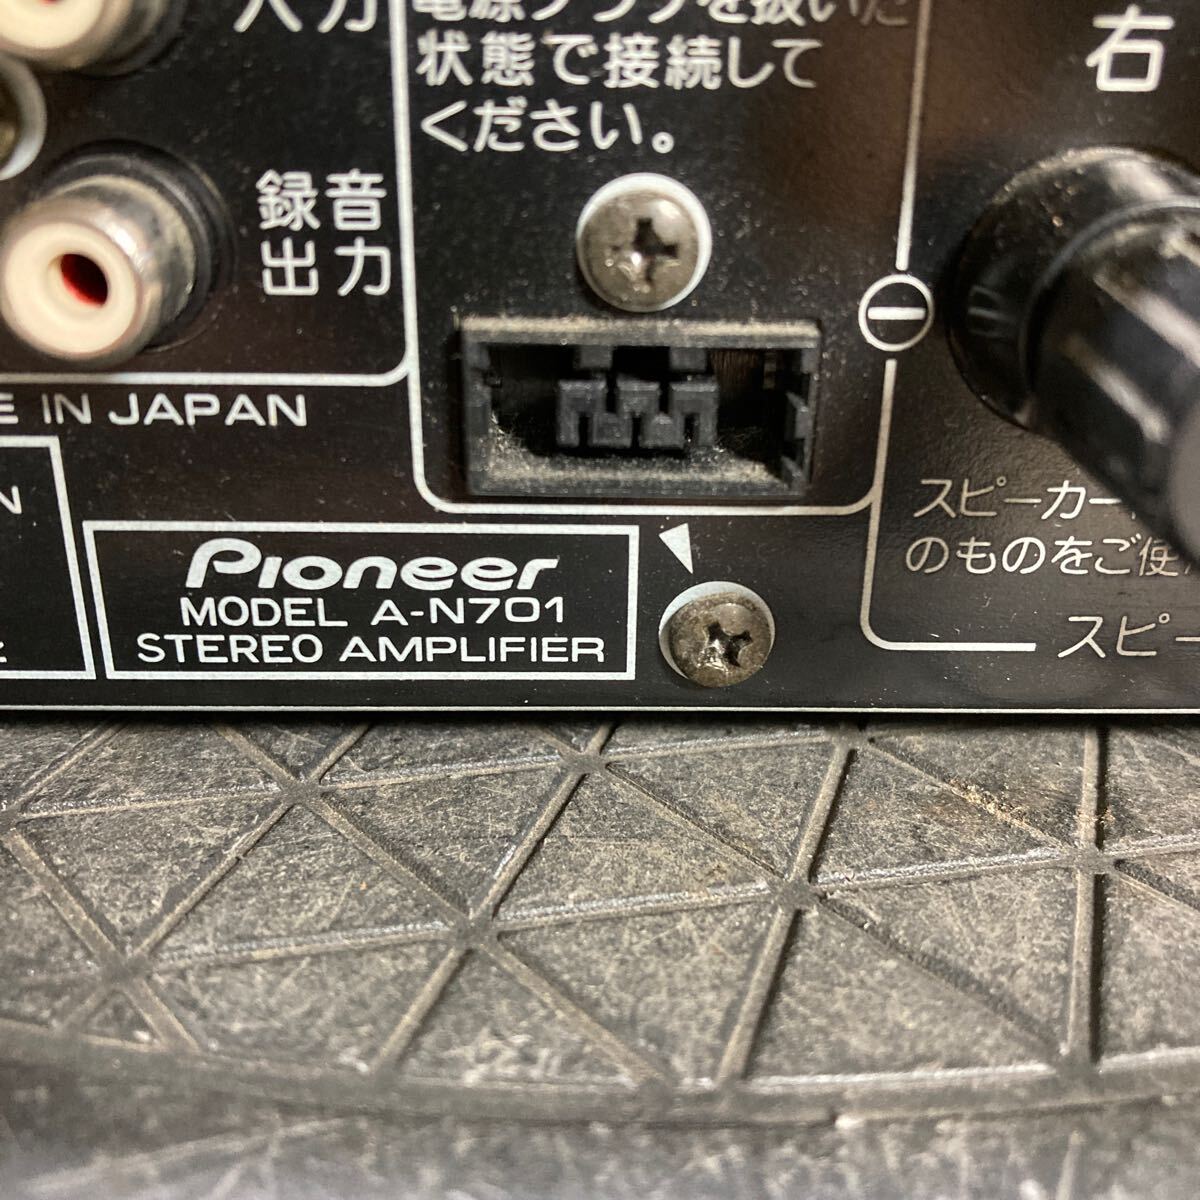 入力
電源プラグを抜いた
状態で接続して
ください。
右
録音
出力
E IN JAPAN
N
スピーカー
のものをご使
スピー
Pioneer
MODEL A-N701
STEREO AMPLIFIER